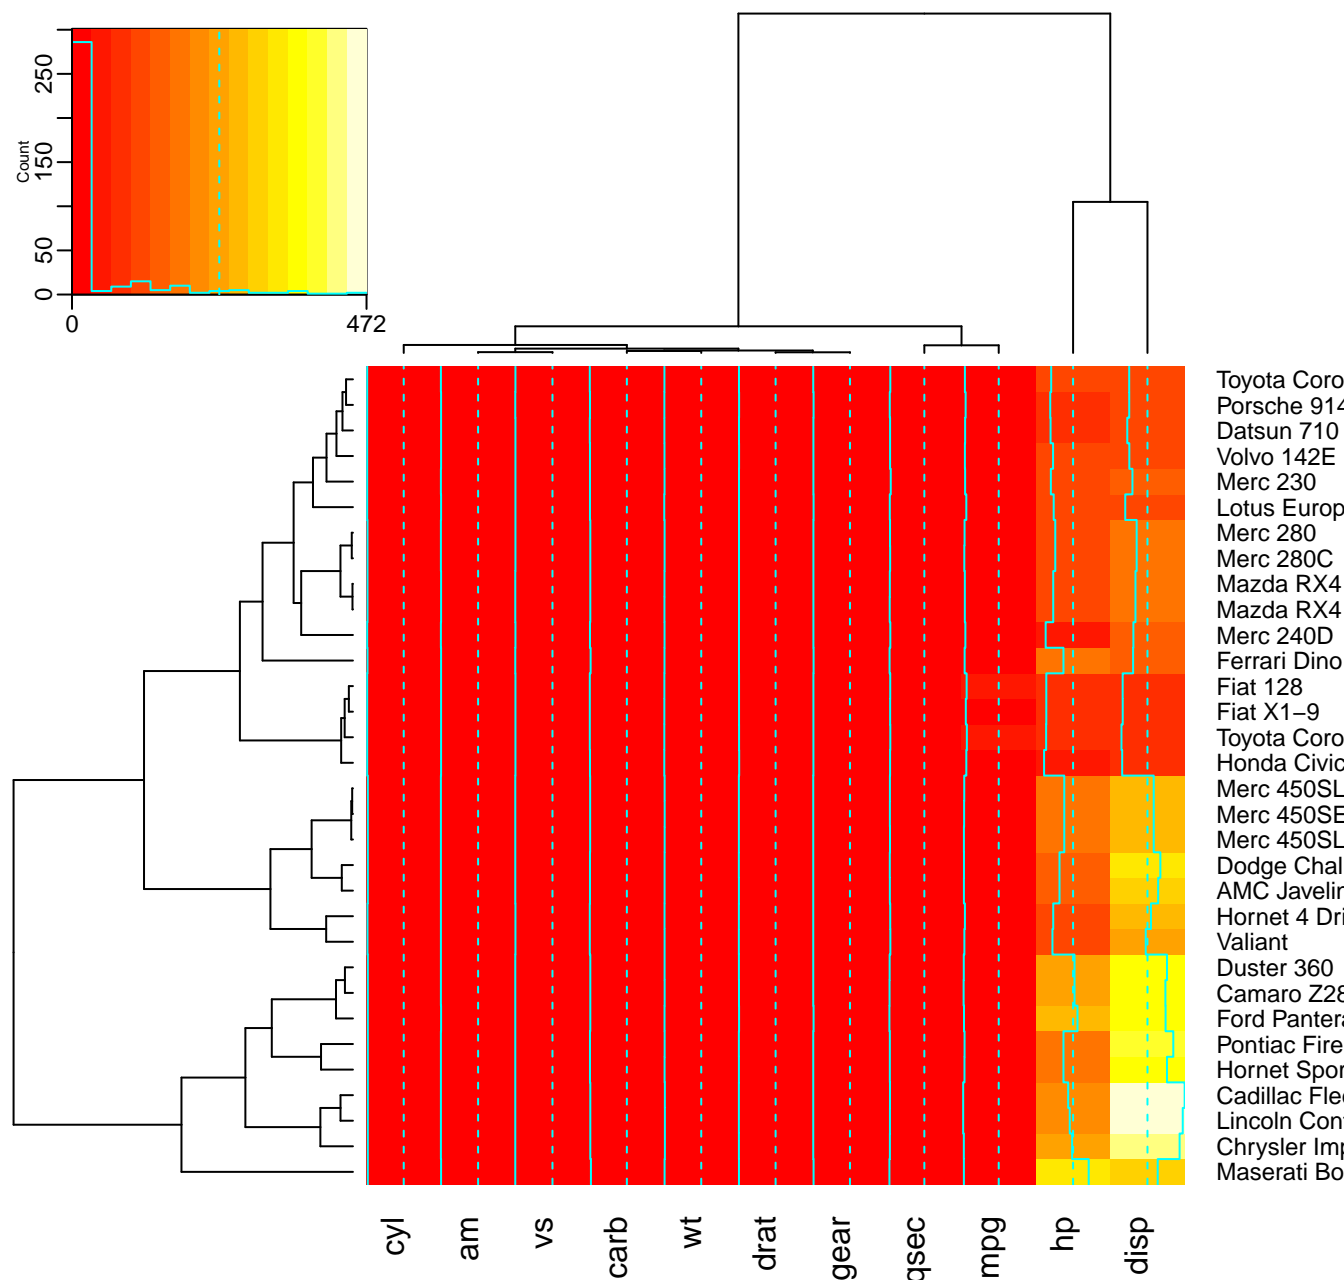 Count
0
50
150
250
0
472
Toyota Coro
Porsche 914
Datsun 710
Volvo 142E
Merc 230
Lotus Europ
Merc 280
Merc 280C
Mazda RX4
Mazda RX4
Merc 240D
Ferrari Dino
Fiat 128
Fiat X1−9
Toyota Coro
Honda Civic
Merc 450SL
Merc 450SE
Merc 450SL
Dodge Chal
AMC Javelin
Hornet 4 Dri
Valiant
Duster 360
Camaro Z28
Ford Pantera
Pontiac Fire
Hornet Spor
Cadillac Flee
Lincoln Cont
Chrysler Imp
Maserati Bo
cyl
am
vs
carb
wt
drat
gear
qsec
mpg
hp
disp